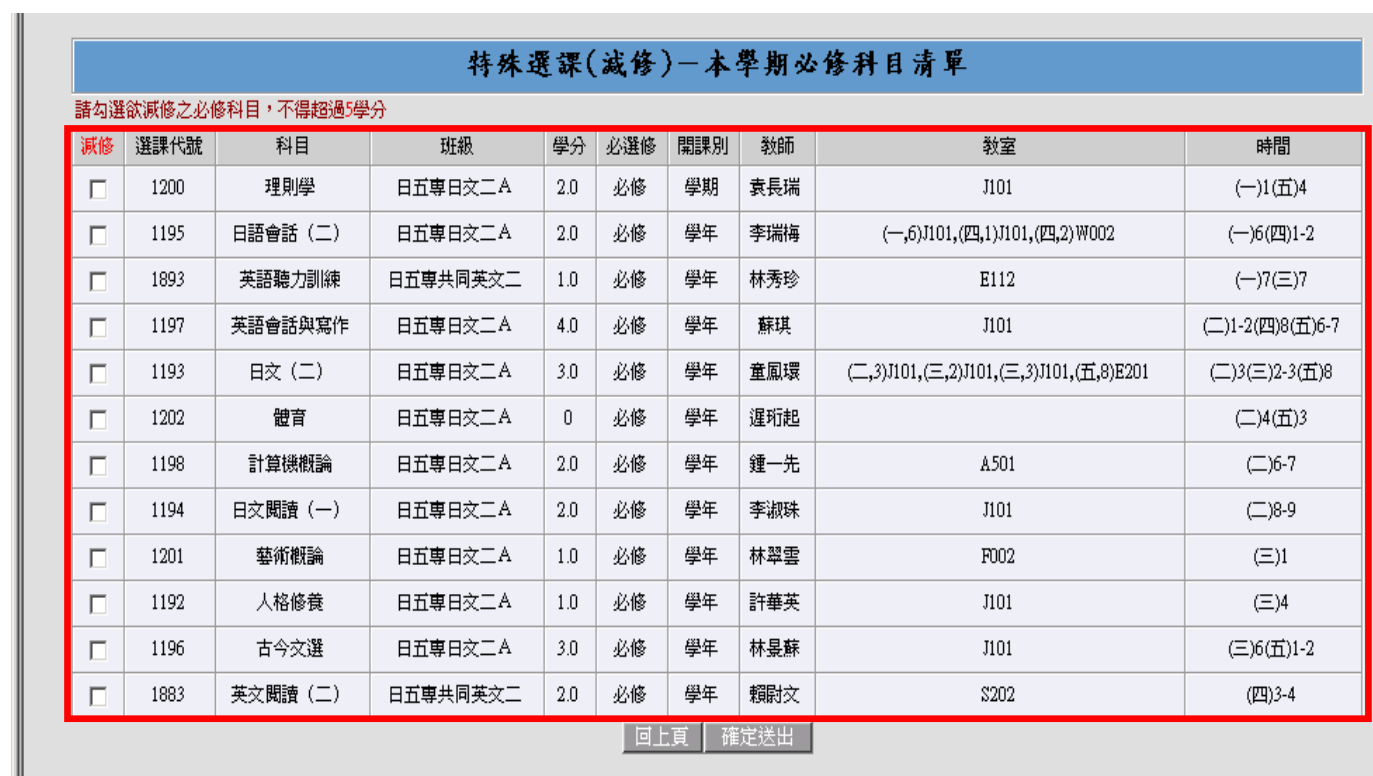 特殊選課(減修)－本學期必修科目清單
請勾選欲減修之必修科目，不得超過5學分
減修 選課代號 科目 班級 學分 必選修 開課別 教師 教室 時間
1200 理則學 日五專日文二A 2.0 必修 學期 袁長瑞 J101 (一)1(五)4
1195 日語會話（二） 日五專日文二A 2.0 必修 學年 李瑞梅 (一,6)J101,(四,1)J101,(四,2)W002 (一)6(四)1-2
1893 英語聽力訓練 日五專共同英文二 1.0 必修 學年 林秀珍 E112 (一)7(三)7
1197 英語會話與寫作 日五專日文二A 4.0 必修 學年 蘇琪 J101 (二)1-2(四)8(五)6-7
1193 日文（二） 日五專日文二A 3.0 必修 學年 童鳳環 (二,3)J101,(三,2)J101,(三,3)J101,(五,8)E201 (二)3(三)2-3(五)8
1202 體育 日五專日文二A 0 必修 學年 遲珩起 (二)4(五)3
1198 計算機概論 日五專日文二A 2.0 必修 學年 鍾一先 A501 (二)6-7
1194 日文閱讀（一） 日五專日文二A 2.0 必修 學年 李淑珠 J101 (二)8-9
1201 藝術概論 日五專日文二A 1.0 必修 學年 林翠雲 F002 (三)1
1192 人格修養 日五專日文二A 1.0 必修 學年 許華英 J101 (三)4
1196 古今文選 日五專日文二A 3.0 必修 學年 林景蘇 J101 (三)6(五)1-2
1883 英文閱讀（二） 日五專共同英文二 2.0 必修 學年 賴尉文 S202 (四)3-4
回上頁 確定送出